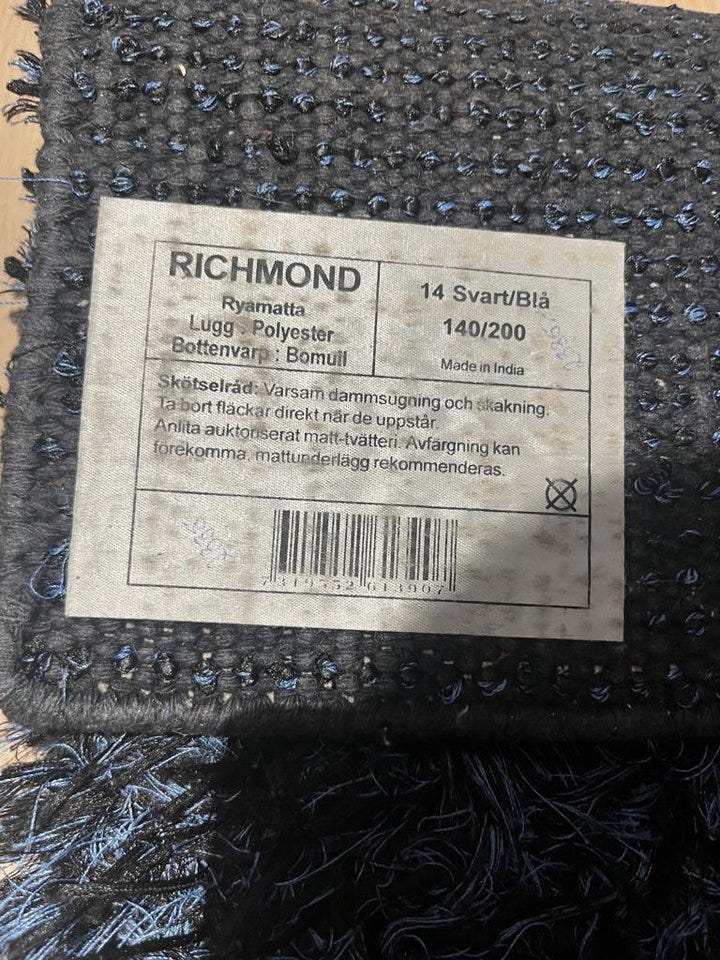 RICHMOND
Ryamatta
Lugg : Polyester
Bottenvarp : Bomull
14 Svart/Blå
140/200
Made in India
Skötselråd: Varsam dammsugning och skakning.
Ta bort fläckar direkt när de uppstår.
Anlita auktoriserat matt-tvätteri. Avfärgning kan
förekomma, mattunderlägg rekommenderas.
7319552613907